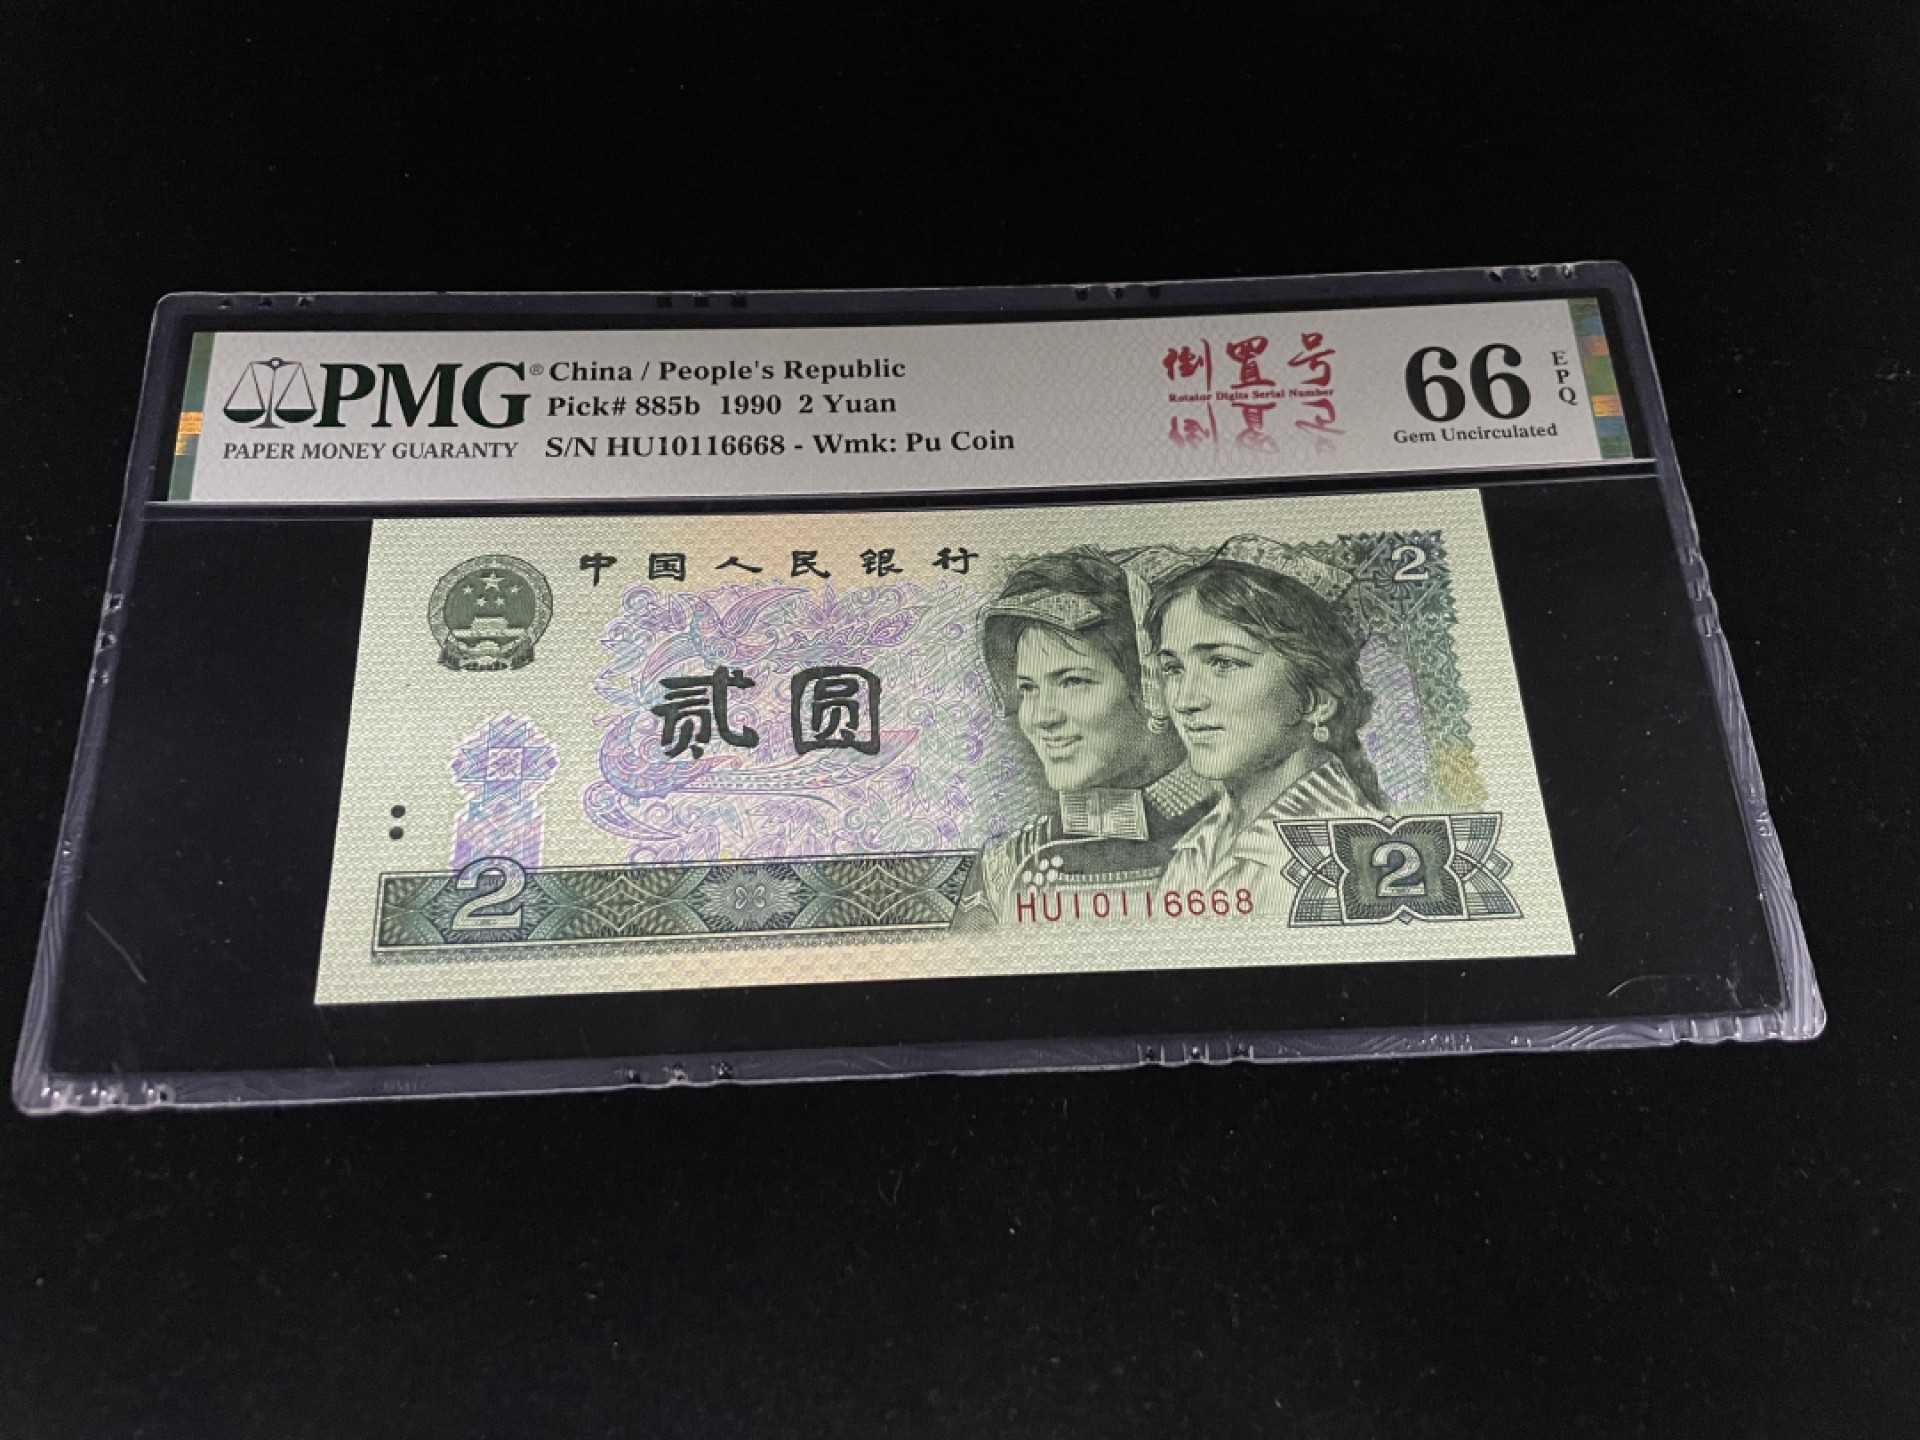 PMG®
PAPER MONEY GUARANTY
China / People's Republic
Pick# 885b 1990 2 Yuan
S/N HU10116668 - Wmk: Pu Coin
倒置号
Rotator Digits Serial Number
66
EPQ
Gem Uncirculated
中国人民银行
2
贰圆
2
HU10116668
2